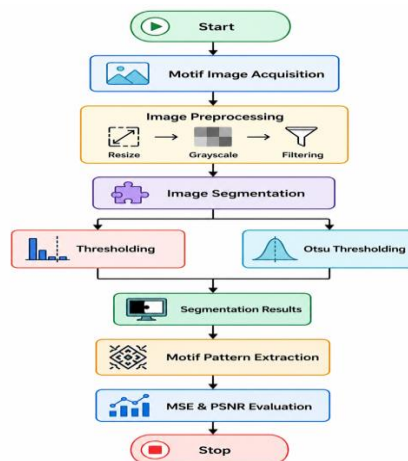 Start
Motif Image Acquisition
Image Preprocessing
Resize
Grayscale
Filtering
Image Segmentation
Thresholding
Otsu Thresholding
Segmentation Results
Motif Pattern Extraction
MSE & PSNR Evaluation
Stop